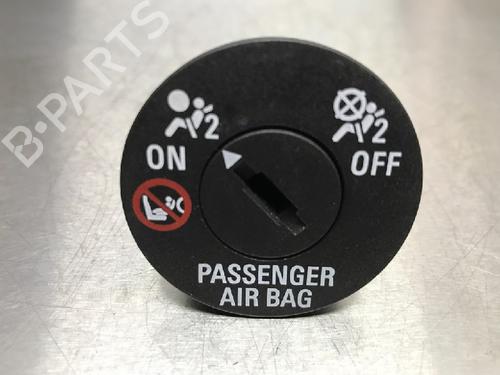 B-PARTS
2 2
ON OFF
PASSENGER
AIR BAG